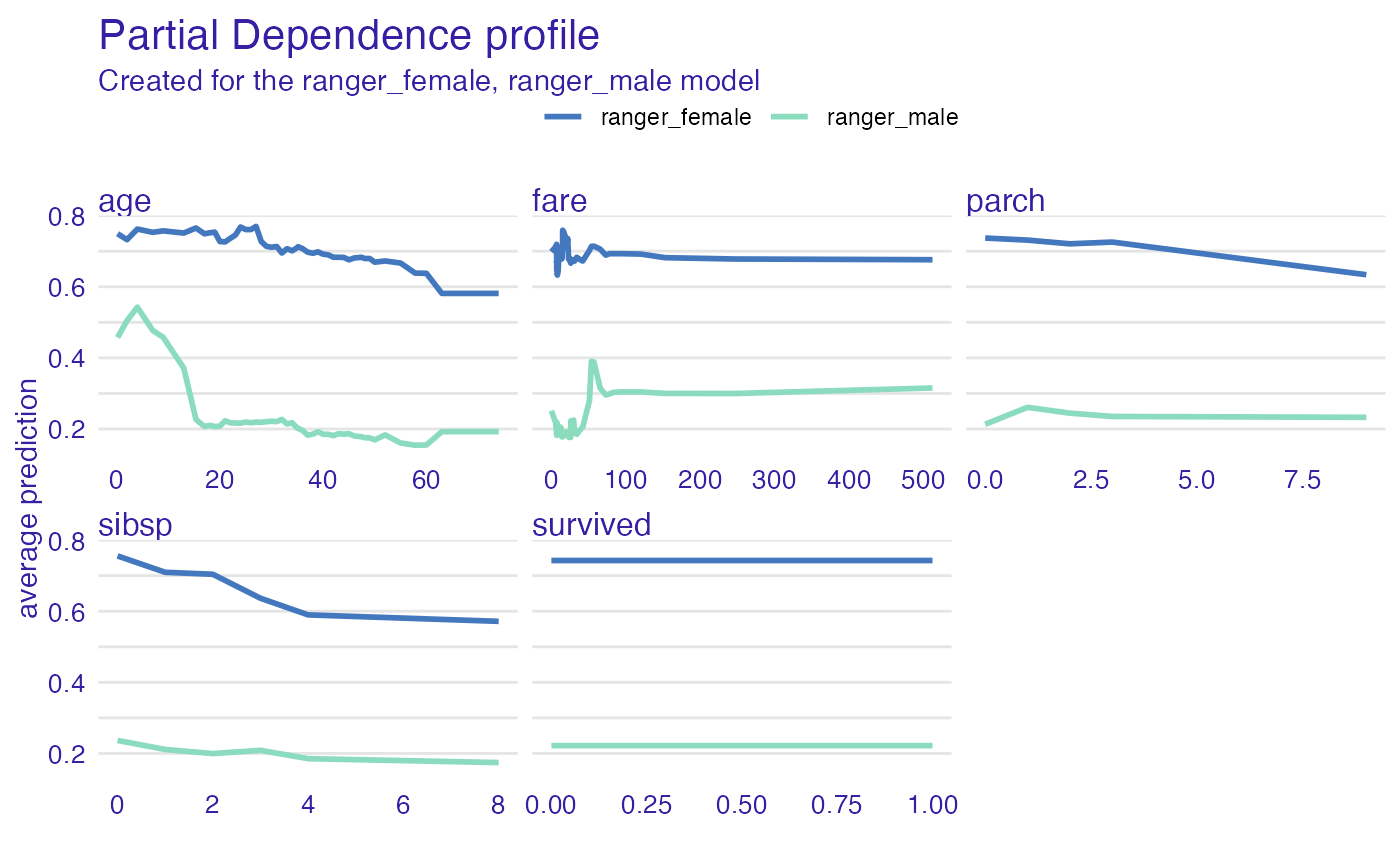 Partial Dependence profile
Created for the ranger_female, ranger_male model
ranger_female ranger_male
age fare parch
0.8
0.6
0.4
0.2
0 20 40 60 0 100 200 300 400 500 0.0 2.5 5.0 7.5
average prediction
sibsp survived
0.8
0.6
0.4
0.2
0 2 4 6 8 0.00 0.25 0.50 0.75 1.00